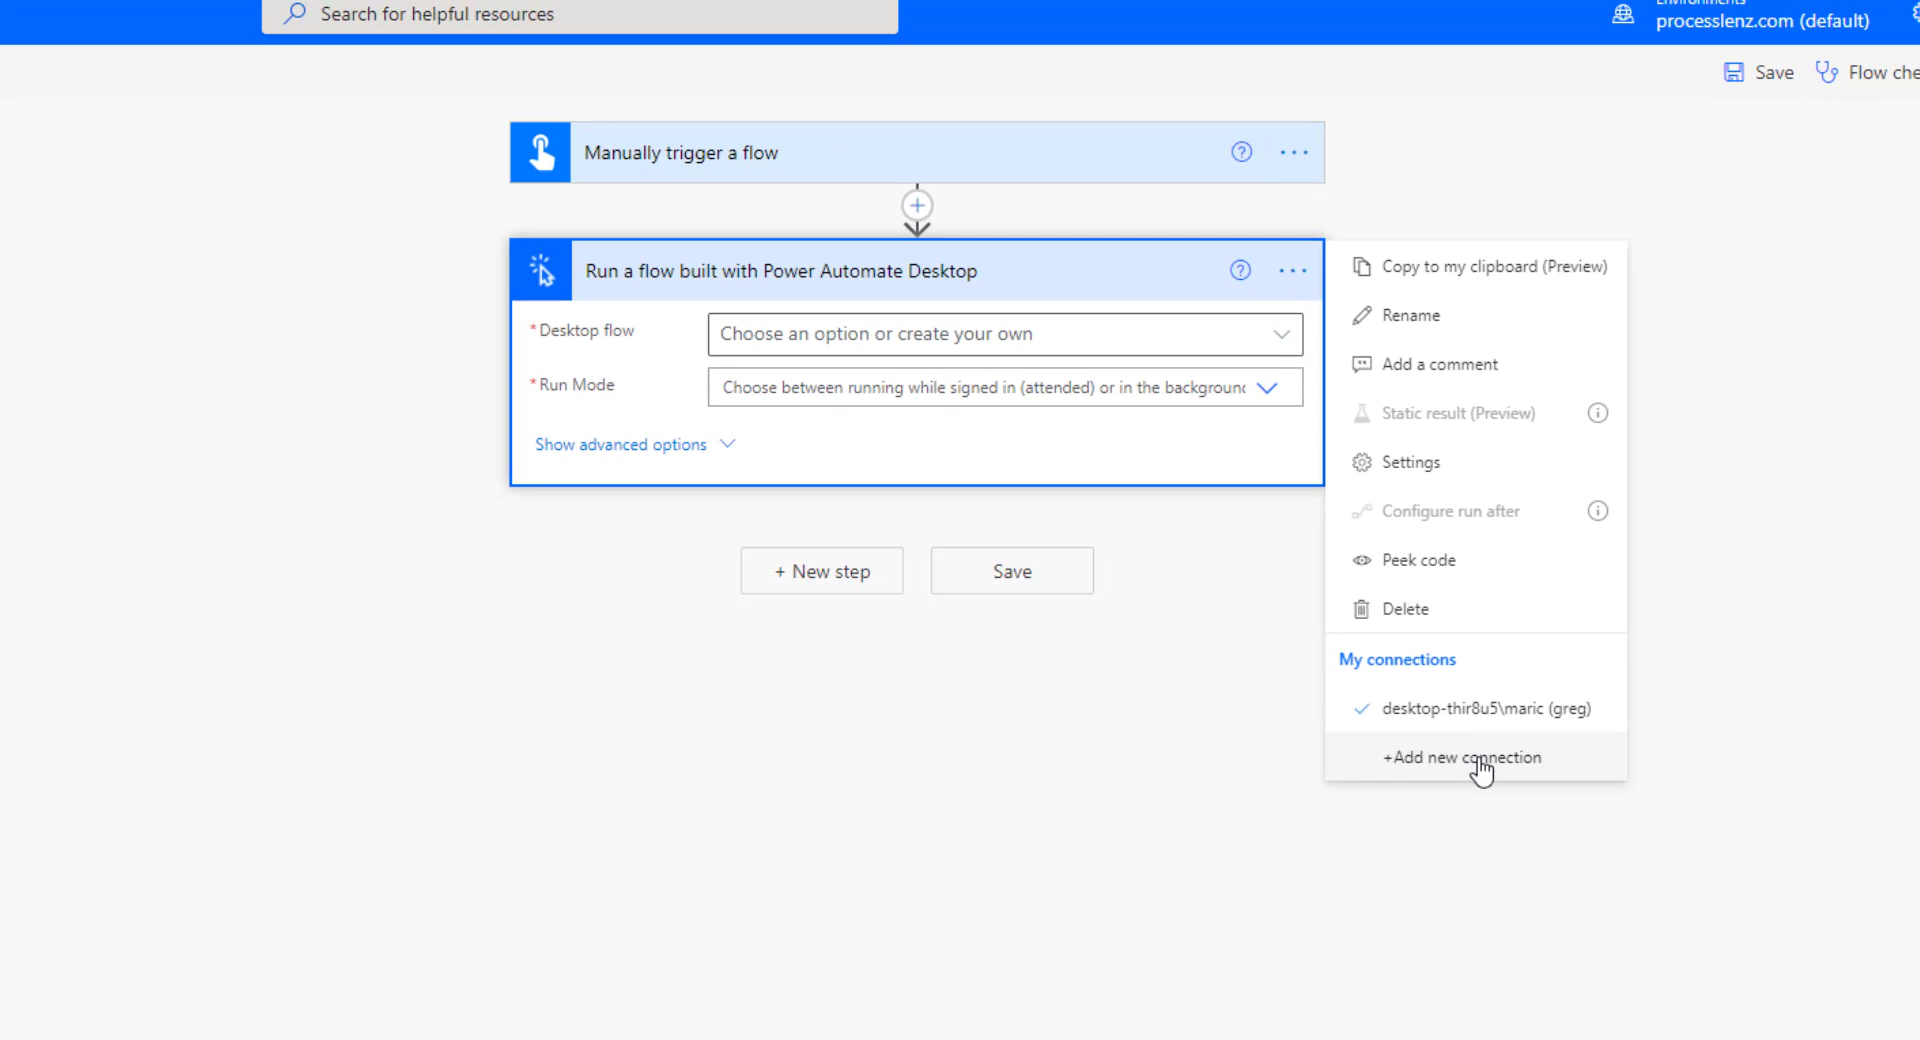 Search for helpful resources
Environments
processlenz.com (default)
Save
Flow che
Manually trigger a flow
Run a flow built with Power Automate Desktop
*Desktop flow
Choose an option or create your own
*Run Mode
Choose between running while signed in (attended) or in the background
Show advanced options
+ New step
Save
Copy to my clipboard (Preview)
Rename
Add a comment
Static result (Preview)
Settings
Configure run after
Peek code
Delete
My connections
desktop-thir8u5\maric (greg)
+Add new connection